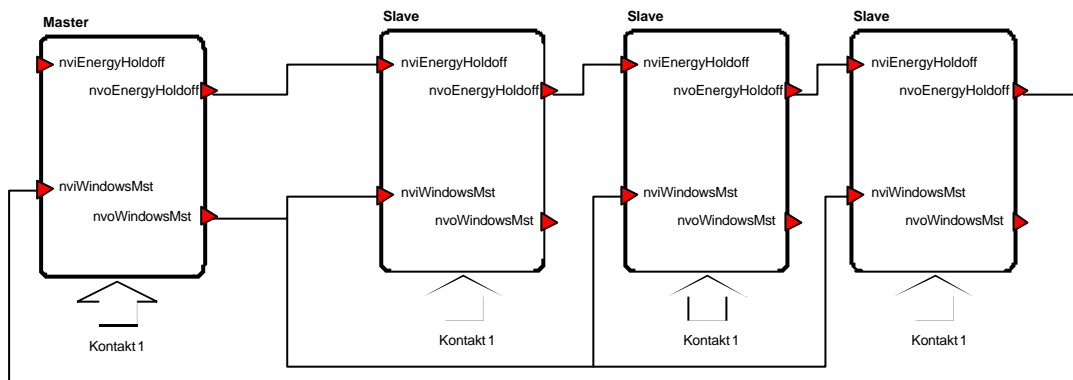 Master
nviEnergyHoldoff
nvoEnergyHoldoff
nviWindowsMst
nvoWindowsMst
Kontakt 1
Slave
nviEnergyHoldoff
nvoEnergyHoldoff
nviWindowsMst
nvoWindowsMst
Kontakt 1
Slave
nviEnergyHoldoff
nvoEnergyHoldoff
nviWindowsMst
nvoWindowsMst
Kontakt 1
Slave
nviEnergyHoldoff
nvoEnergyHoldoff
nviWindowsMst
nvoWindowsMst
Kontakt 1